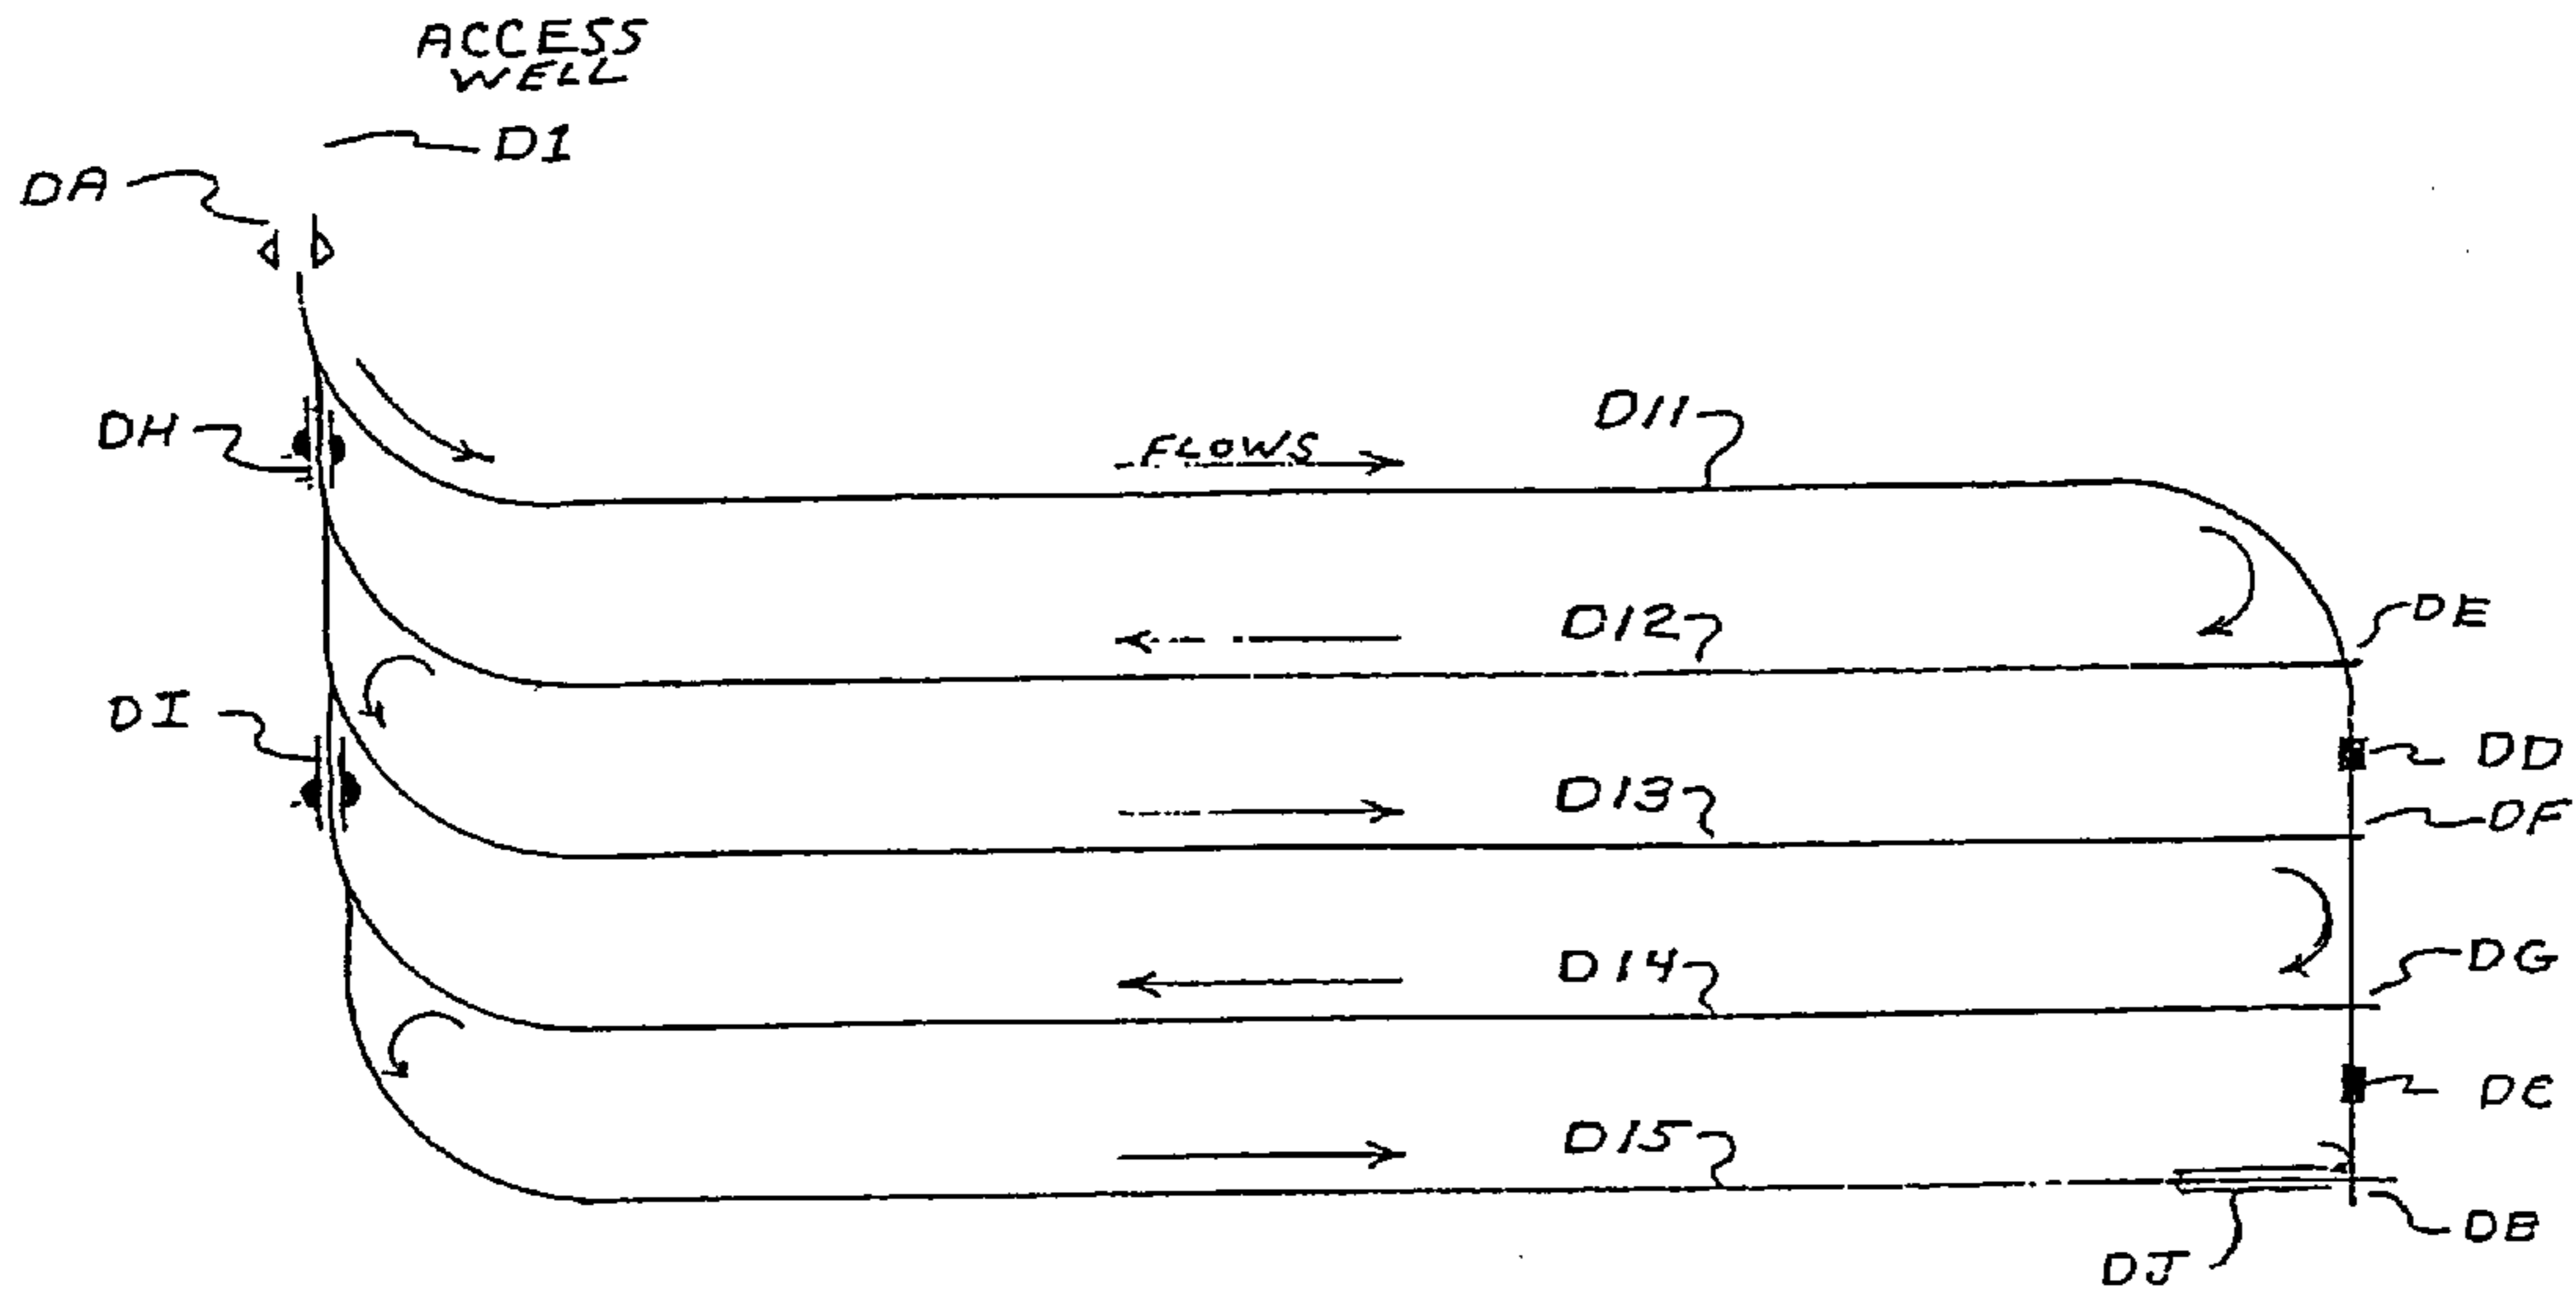 ACCESS
WELL
D1
DA
D11
DH
FLOWS
D12
DE
DI
DD
D13
DF
D14
DG
DC
D15
DB
DJ